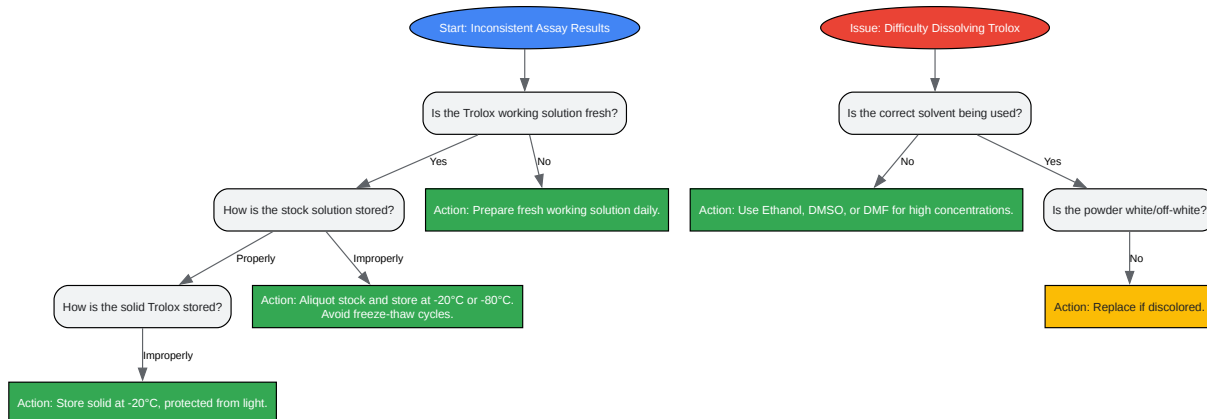 Start: Inconsistent Assay Results
Issue: Difficulty Dissolving Trolox
Is the Trolox working solution fresh?
Is the correct solvent being used?
Yes
No
No
Yes
How is the stock solution stored?
Action: Prepare fresh working solution daily.
Action: Use Ethanol, DMSO, or DMF for high concentrations.
Is the powder white/off-white?
Properly
Improperly
No
How is the solid Trolox stored?
Action: Aliquot stock and store at -20°C or -80°C.
Avoid freeze-thaw cycles.
Action: Replace if discolored.
Improperly
Action: Store solid at -20°C, protected from light.